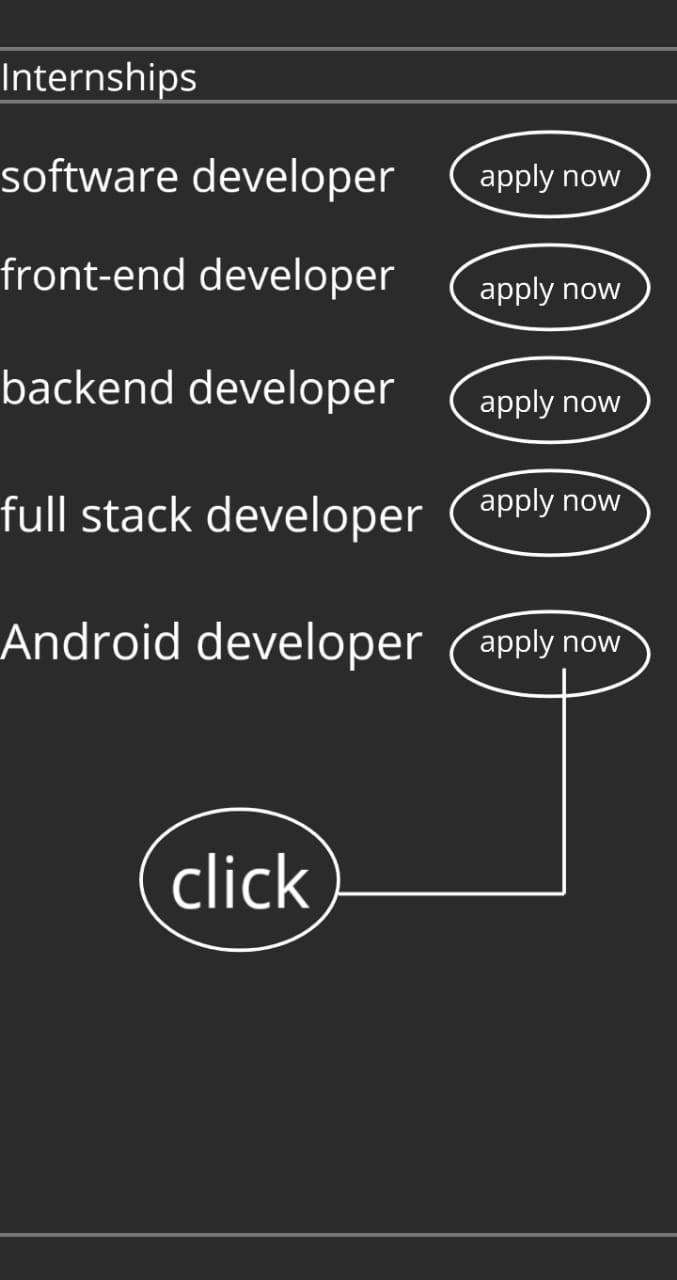 Internships
software developer apply now
front-end developer apply now
backend developer apply now
full stack developer apply now
Android developer apply now
click